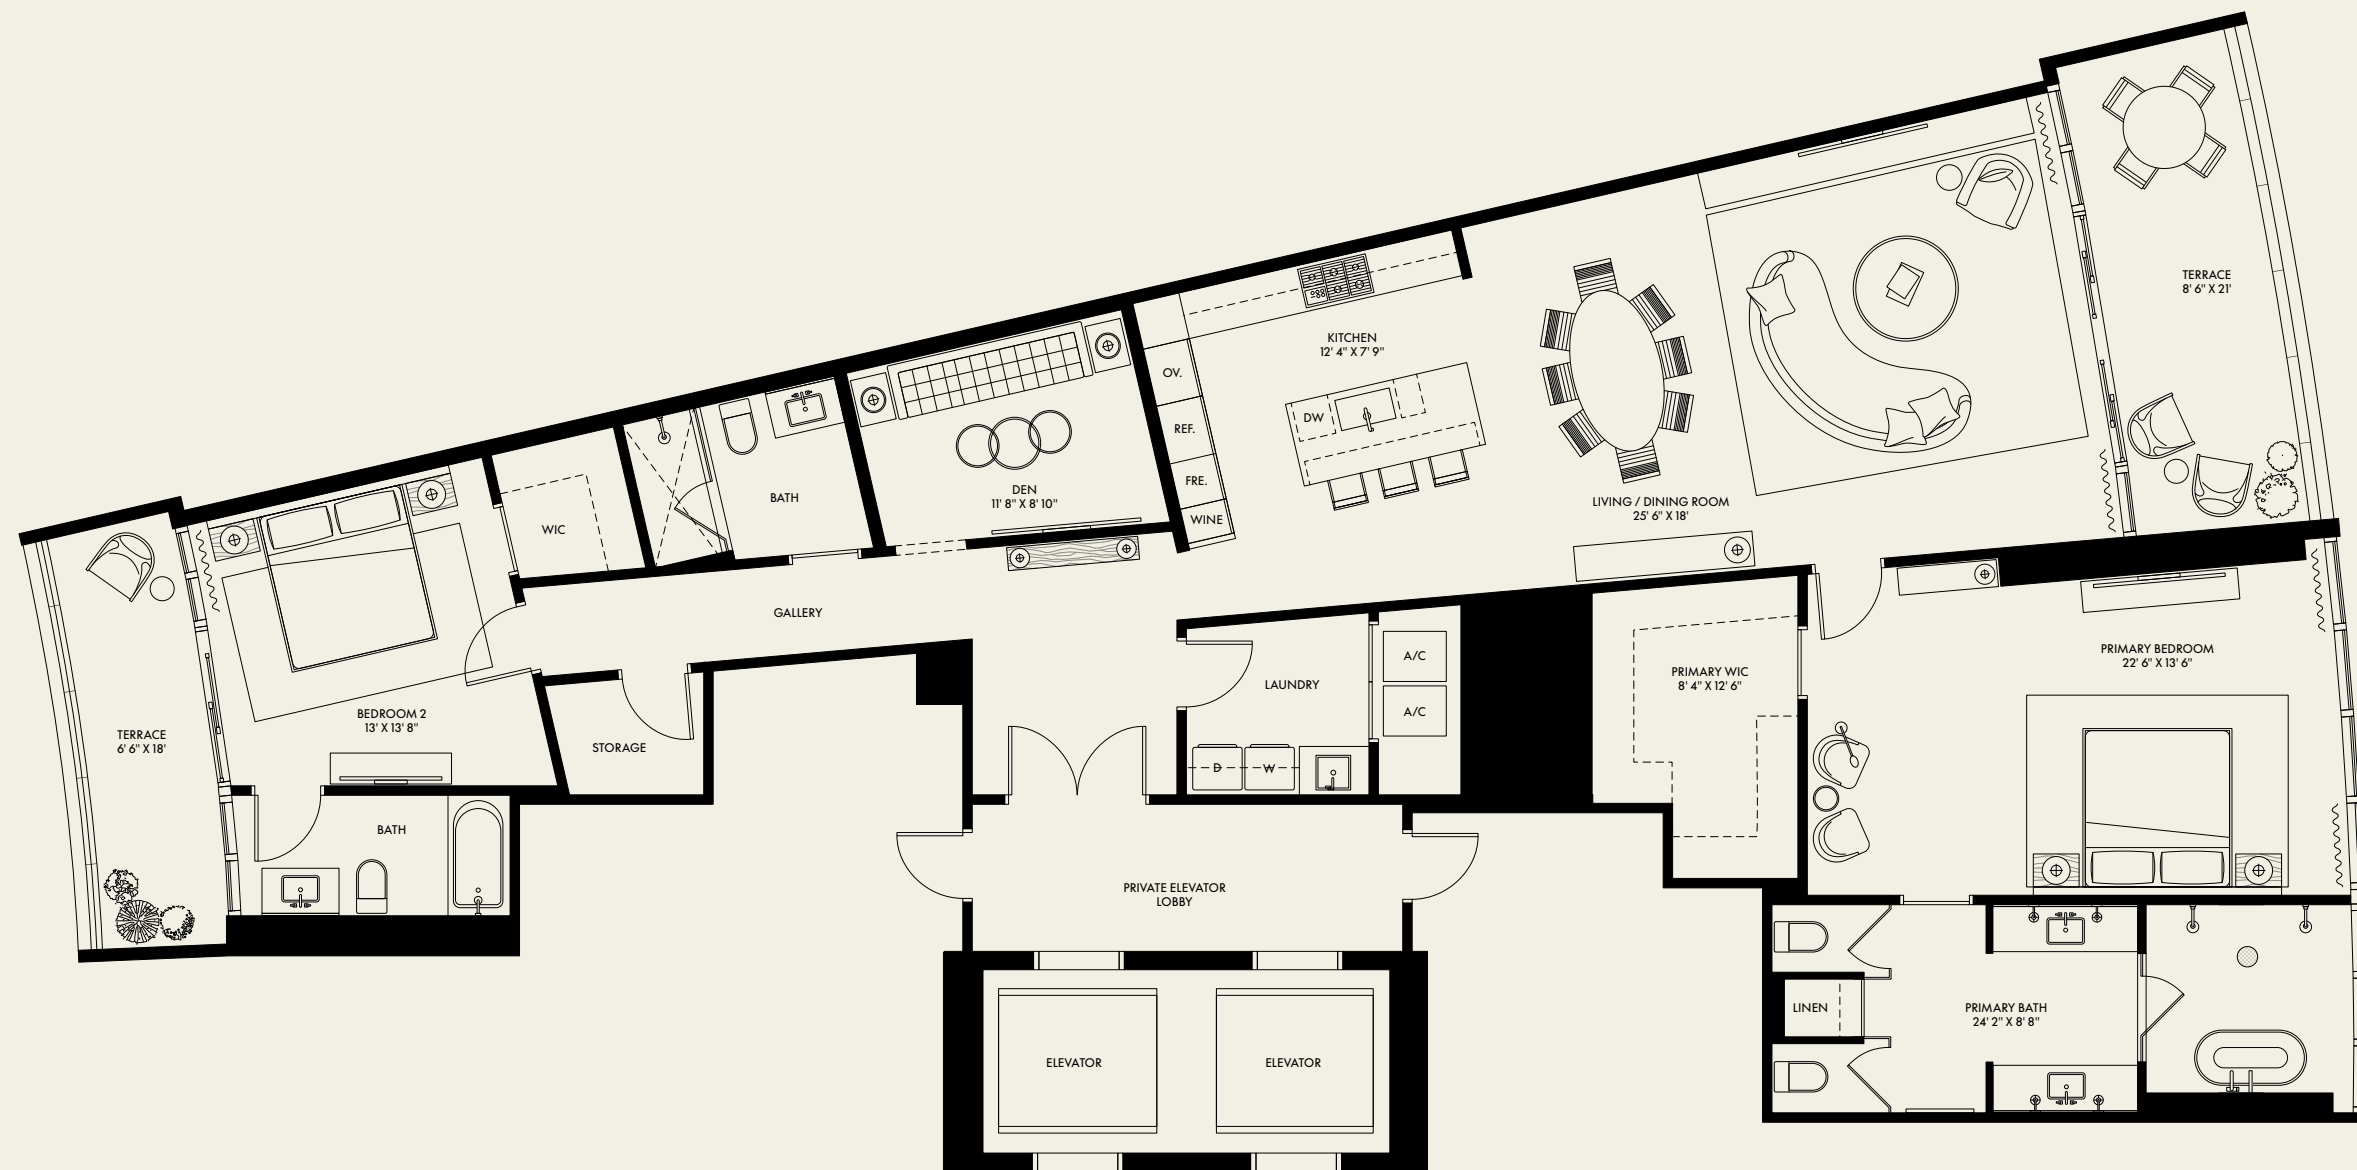 TERRACE
8' 6" X 21'
KITCHEN
12' 4" X 7' 9"
OV.
REF.
FRE.
WINE
DW
LIVING / DINING ROOM
25' 6" X 18'
DEN
11' 8" X 8' 10"
BATH
WIC
GALLERY
BEDROOM 2
13' X 13' 8"
TERRACE
6' 6" X 18'
STORAGE
BATH
LAUNDRY
D
W
A/C
A/C
PRIMARY WIC
8' 4" X 12' 6"
PRIMARY BEDROOM
22' 6" X 13' 6"
PRIVATE ELEVATOR
LOBBY
ELEVATOR
ELEVATOR
LINEN
PRIMARY BATH
24' 2" X 8' 8"